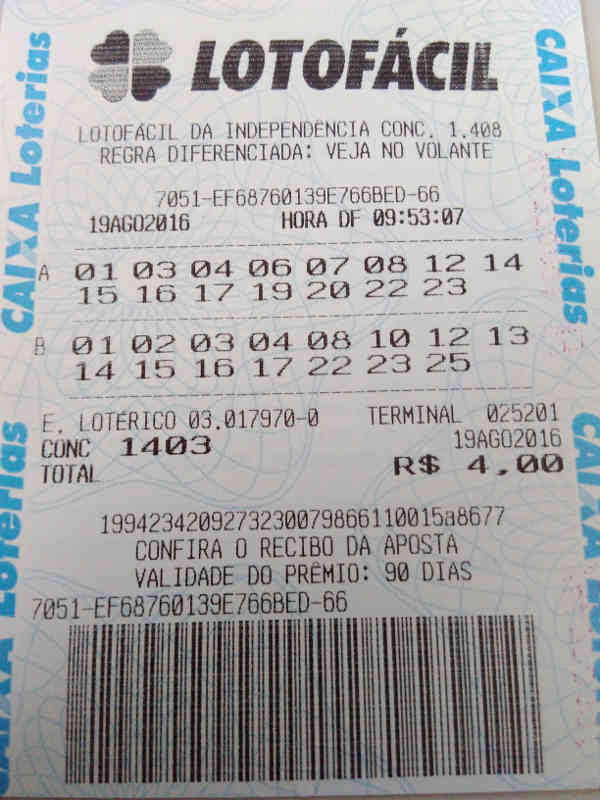 LOTOFÁCIL
LOTOFÁCIL DA INDEPENDÊNCIA CONC. 1.408
REGRA DIFERENCIADA: VEJA NO VOLANTE
7051-EF68760139E766BED-66
19AGO2016 HORA DF 09:53:07
A 01 03 04 06 07 08 12 14
15 16 17 19 20 22 23
B 01 02 03 04 08 10 12 13
14 15 16 17 22 23 25
E. LOTÉRICO 03.017970-0 TERMINAL 025201
CONC 1403 19AGO2016
TOTAL R$ 4,00
1994234209273230079866110015a8677
CONFIRA O RECIBO DA APOSTA
VALIDADE DO PRÊMIO: 90 DIAS
7051-EF68760139E766BED-66
CAIXA Loterias
CAIXA Loterias
CAIXA Loterias
CAIXA Loterias